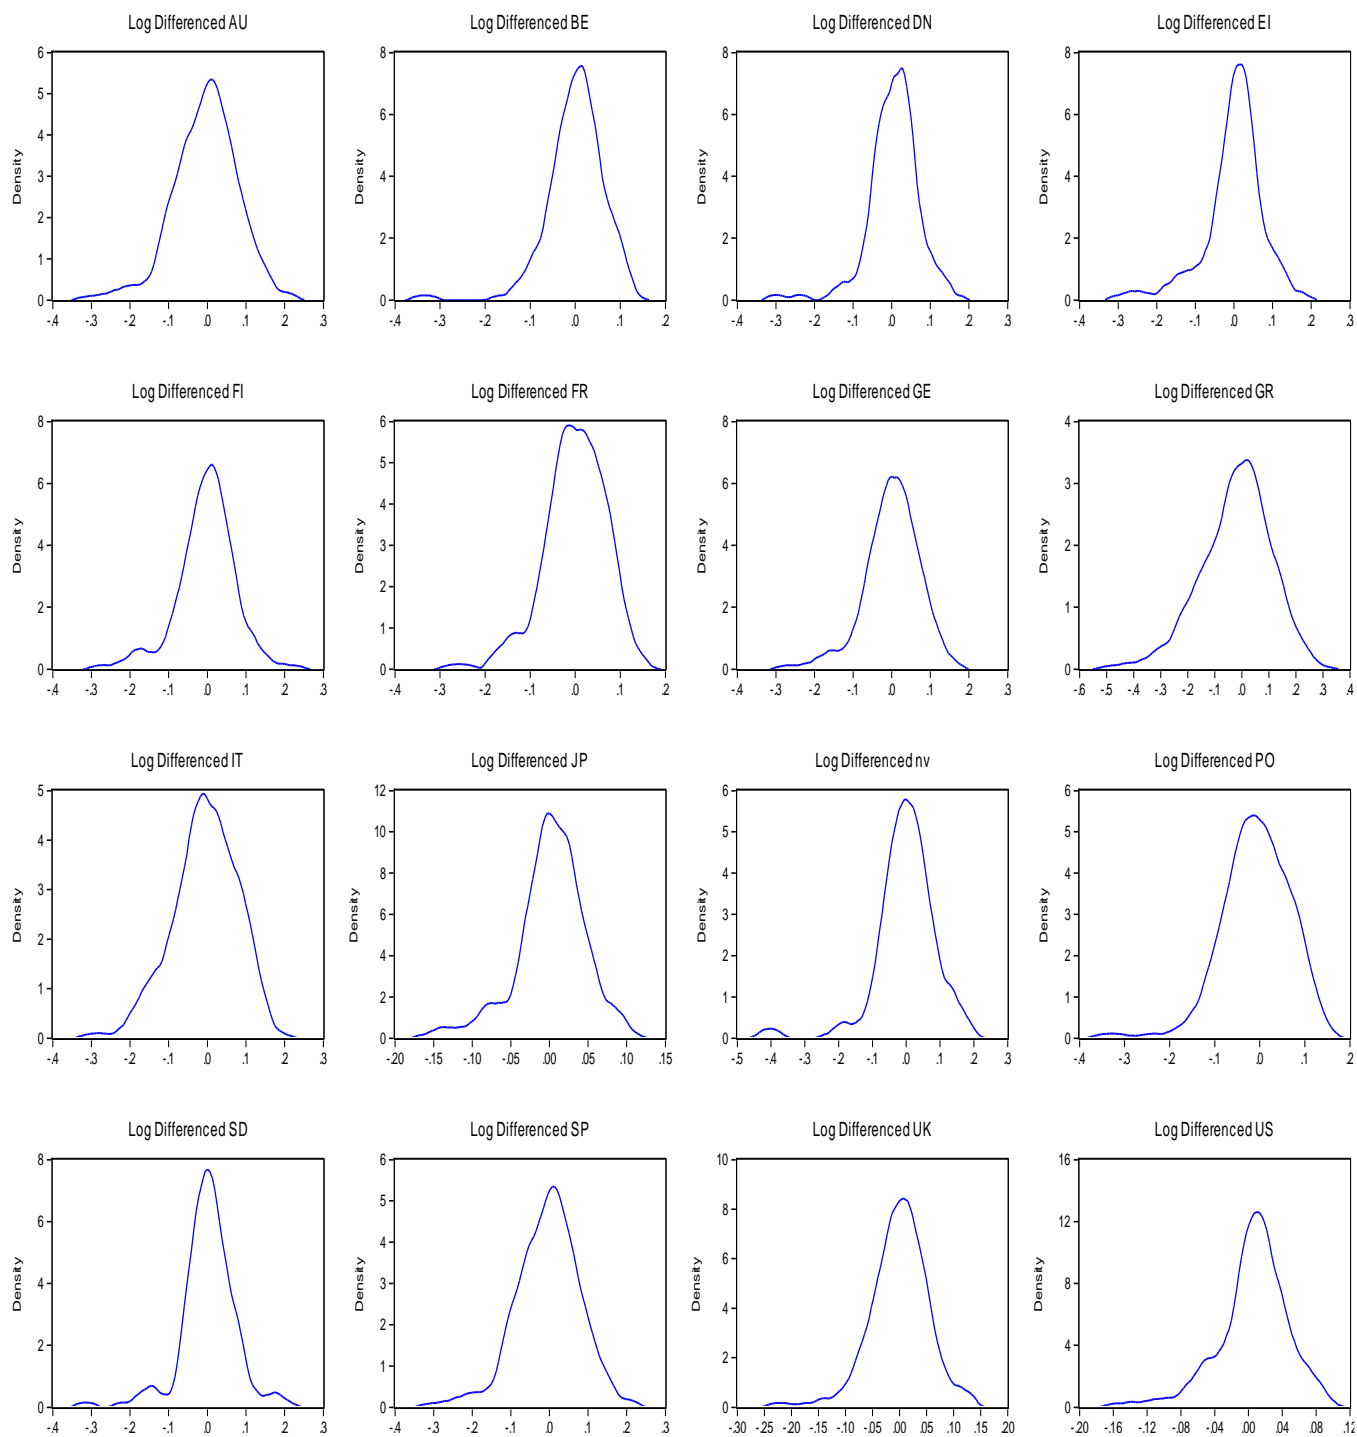 Log Differenced AU
Density
6
5
4
3
2
1
0
-.4 -.3 -.2 -.1 .0 .1 .2 .3
Log Differenced BE
Density
8
6
4
2
0
-.4 -.3 -.2 -.1 .0 .1 .2
Log Differenced DN
Density
8
6
4
2
0
-.4 -.3 -.2 -.1 .0 .1 .2 .3
Log Differenced EI
Density
8
6
4
2
0
-.4 -.3 -.2 -.1 .0 .1 .2 .3
Log Differenced FI
Density
8
6
4
2
0
-.4 -.3 -.2 -.1 .0 .1 .2 .3
Log Differenced FR
Density
6
5
4
3
2
1
0
-.4 -.3 -.2 -.1 .0 .1 .2
Log Differenced GE
Density
8
6
4
2
0
-.4 -.3 -.2 -.1 .0 .1 .2 .3
Log Differenced GR
Density
4
3
2
1
0
-.6 -.5 -.4 -.3 -.2 -.1 .0 .1 .2 .3 .4
Log Differenced IT
Density
5
4
3
2
1
0
-.4 -.3 -.2 -.1 .0 .1 .2 .3
Log Differenced JP
Density
12
10
8
6
4
2
0
-.20 -.15 -.10 -.05 .00 .05 .10 .15
Log Differenced nv
Density
6
5
4
3
2
1
0
-.5 -.4 -.3 -.2 -.1 .0 .1 .2 .3
Log Differenced PO
Density
6
5
4
3
2
1
0
-.4 -.3 -.2 -.1 .0 .1 .2
Log Differenced SD
Density
8
6
4
2
0
-.4 -.3 -.2 -.1 .0 .1 .2 .3
Log Differenced SP
Density
6
5
4
3
2
1
0
-.4 -.3 -.2 -.1 .0 .1 .2 .3
Log Differenced UK
Density
10
8
6
4
2
0
-.30 -.25 -.20 -.15 -.10 -.05 .00 .05 .10 .15 .20
Log Differenced US
Density
16
12
8
4
0
-.20 -.16 -.12 -.08 -.04 .00 .04 .08 .12